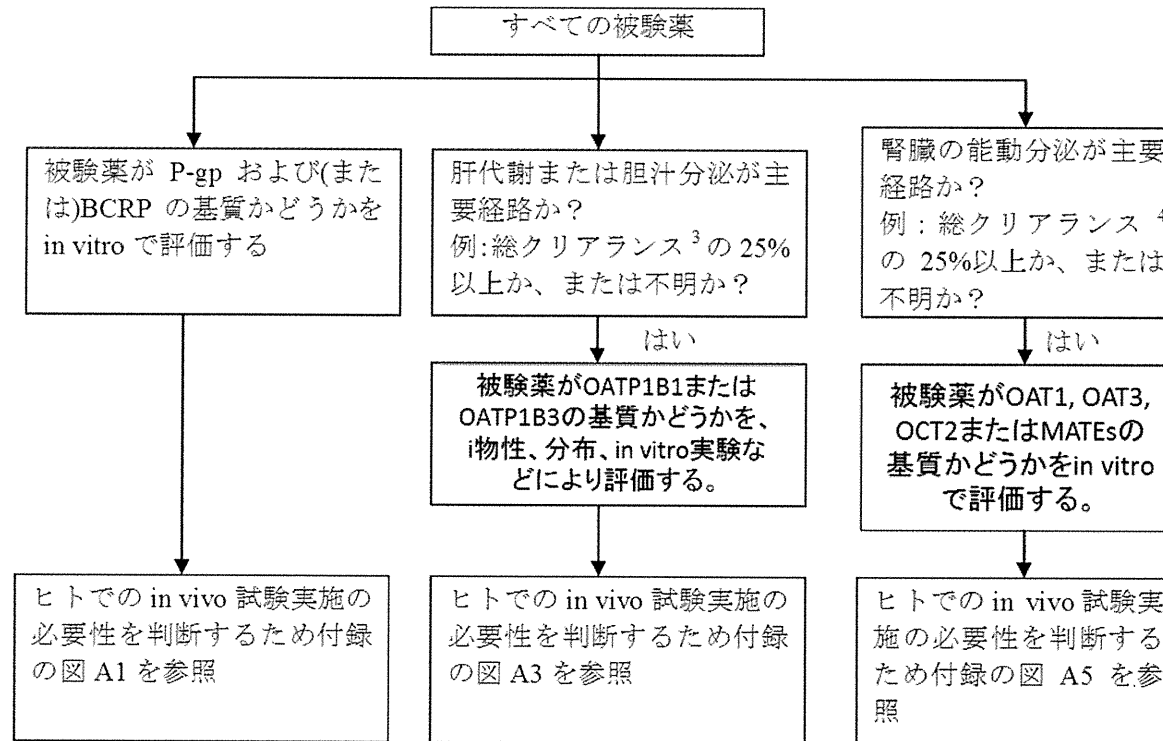 すべての被験薬
被験薬が P-gp および(また
は)BCRP の基質かどうかを
in vitro で評価する
肝代謝または胆汁分泌が主
要経路か？
例:総クリアランス³の 25%
以上か、または不明か？
腎臓の能動分泌が主要
経路か？
例：総クリアランス ⁴
の 25%以上か、または
不明か？
はい
はい
被験薬がOATP1B1または
OATP1B3の基質かどうかを、
i物性、分布、in vitro実験な
どにより評価する。
被験薬がOAT1, OAT3,
OCT2またはMATEsの
基質かどうかをin vitro
で評価する。
ヒトでの in vivo 試験実施の
必要性を判断するため付録
の図 A1 を参照
ヒトでの in vivo 試験実施の
必要性を判断するため付録
の図 A3 を参照
ヒトでの in vivo 試験実
施の必要性を判断する
ため付録の図 A5 を参
照